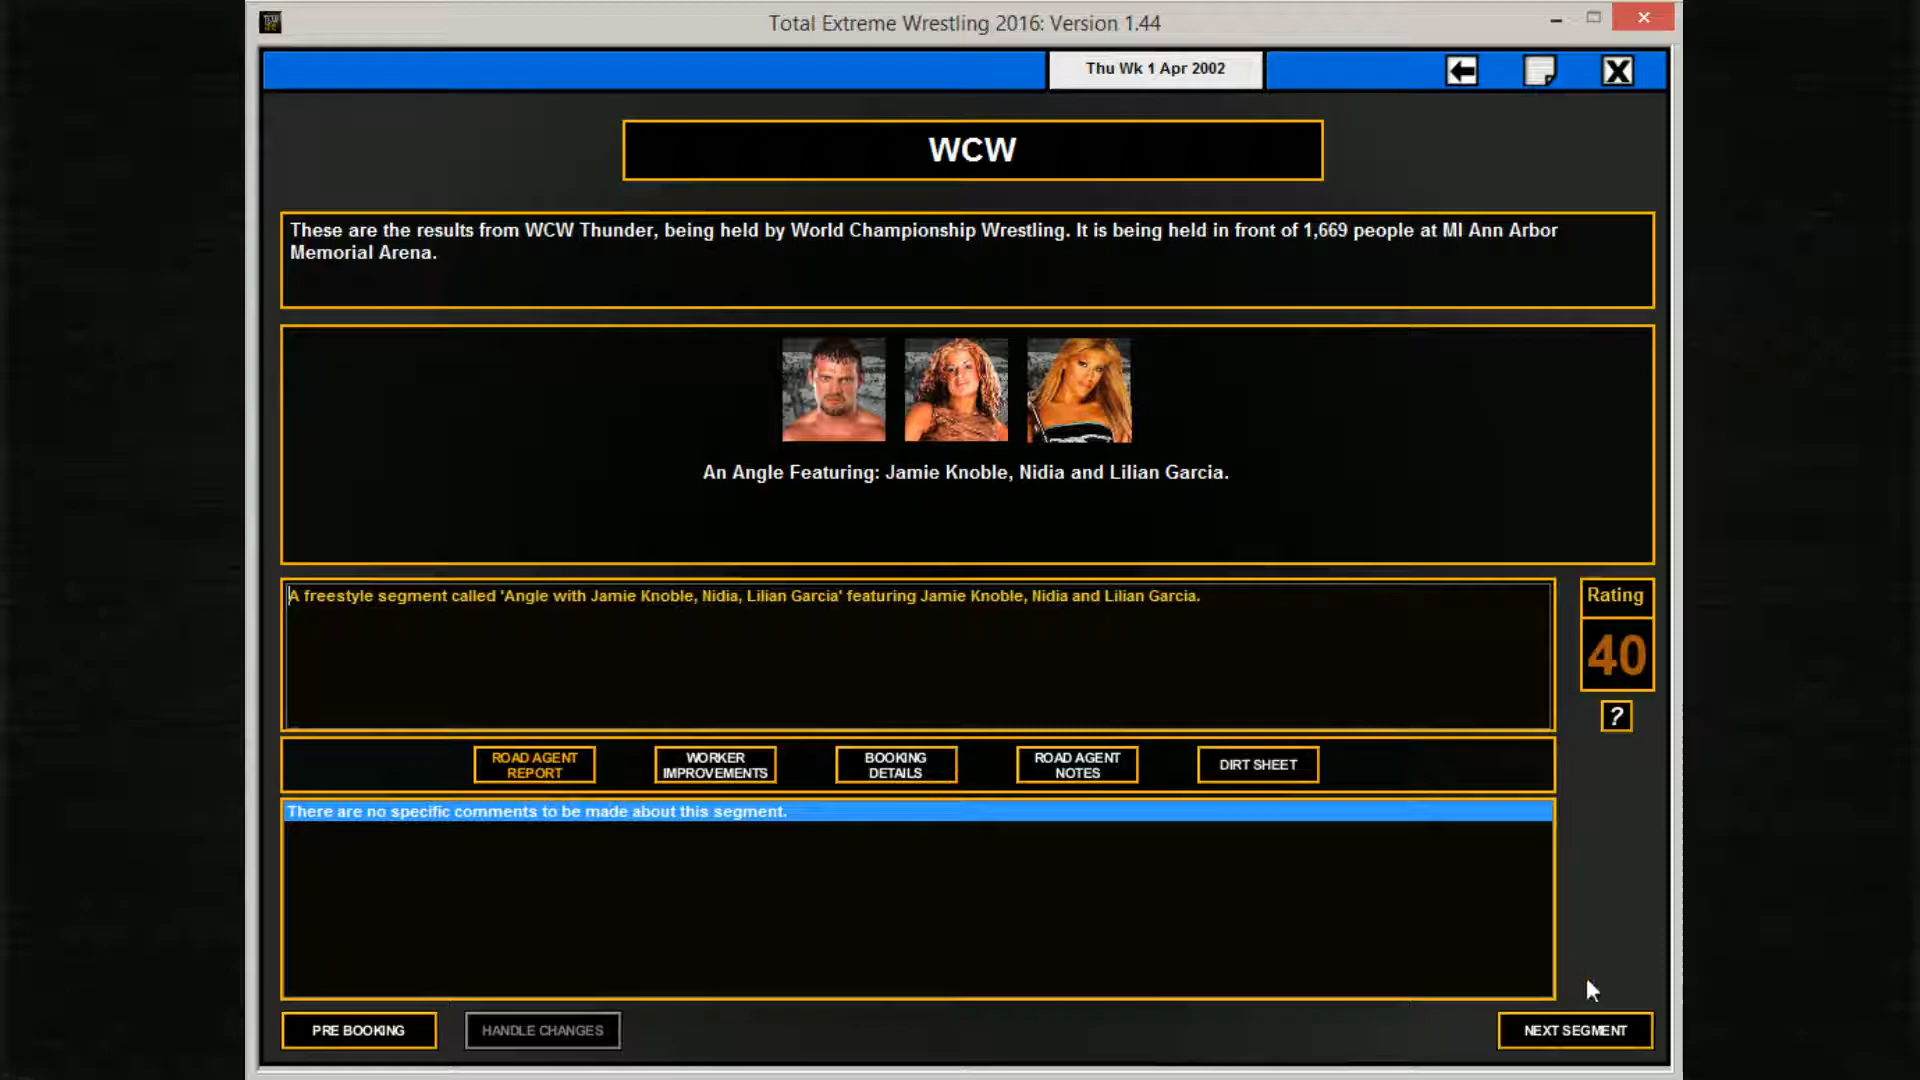 Total Extreme Wrestling 2016: Version 1.44
Thu Wk 1 Apr 2002
WCW
These are the results from WCW Thunder, being held by World Championship Wrestling. It is being held in front of 1,669 people at MI Ann Arbor
Memorial Arena.
An Angle Featuring: Jamie Knoble, Nidia and Lilian Garcia.
A freestyle segment called 'Angle with Jamie Knoble, Nidia, Lilian Garcia' featuring Jamie Knoble, Nidia and Lilian Garcia.
Rating
40
?
ROAD AGENT
REPORT
WORKER
IMPROVEMENTS
BOOKING
DETAILS
ROAD AGENT
NOTES
DIRT SHEET
There are no specific comments to be made about this segment.
PRE BOOKING
HANDLE CHANGES
NEXT SEGMENT